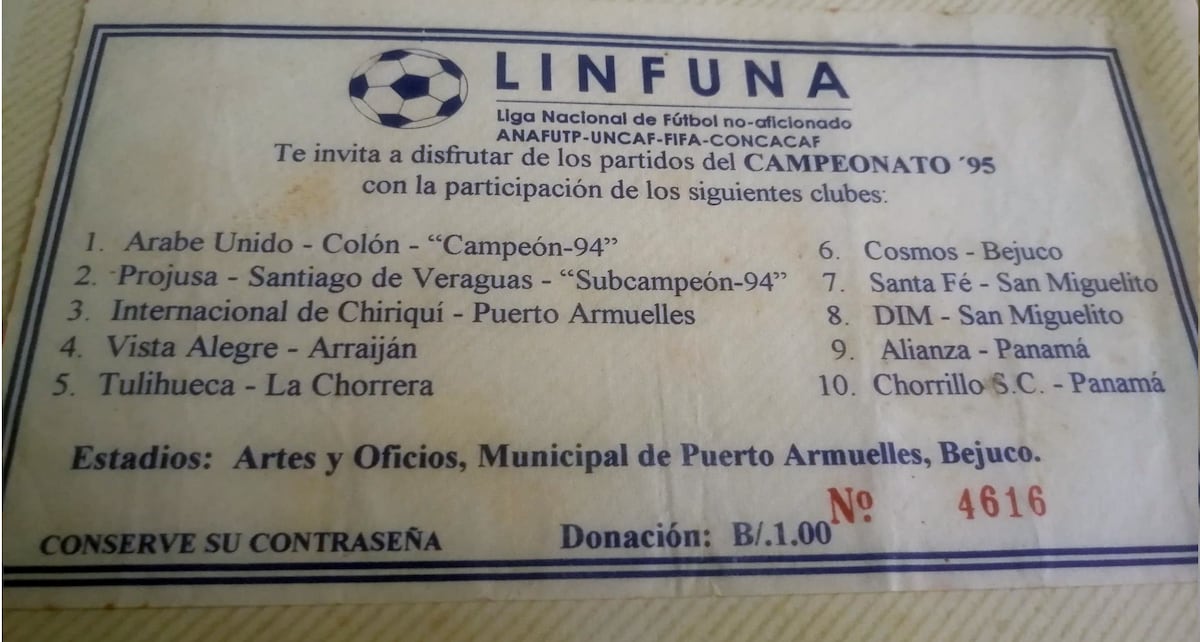 LINFUNA
Liga Nacional de Fútbol no-aficionado
ANAFUTP-UNCAF-FIFA-CONCACAF
Te invita a disfrutar de los partidos del CAMPEONATO ´95
con la participación de los siguientes clubes:
1. Arabe Unido - Colón - “Campeón-94”
2. Projusa - Santiago de Veraguas - “Subcampeón-94”
3. Internacional de Chiriquí - Puerto Armuelles
4. Vista Alegre - Arraiján
5. Tulihueca - La Chorrera
6. Cosmos - Bejuco
7. Santa Fé - San Miguelito
8. DIM - San Miguelito
9. Alianza - Panamá
10. Chorrillo S.C. - Panamá
Estadios: Artes y Oficios, Municipal de Puerto Armuelles, Bejuco.
Nº 4616
CONSERVE SU CONTRASEÑA Donación: B/.1.00